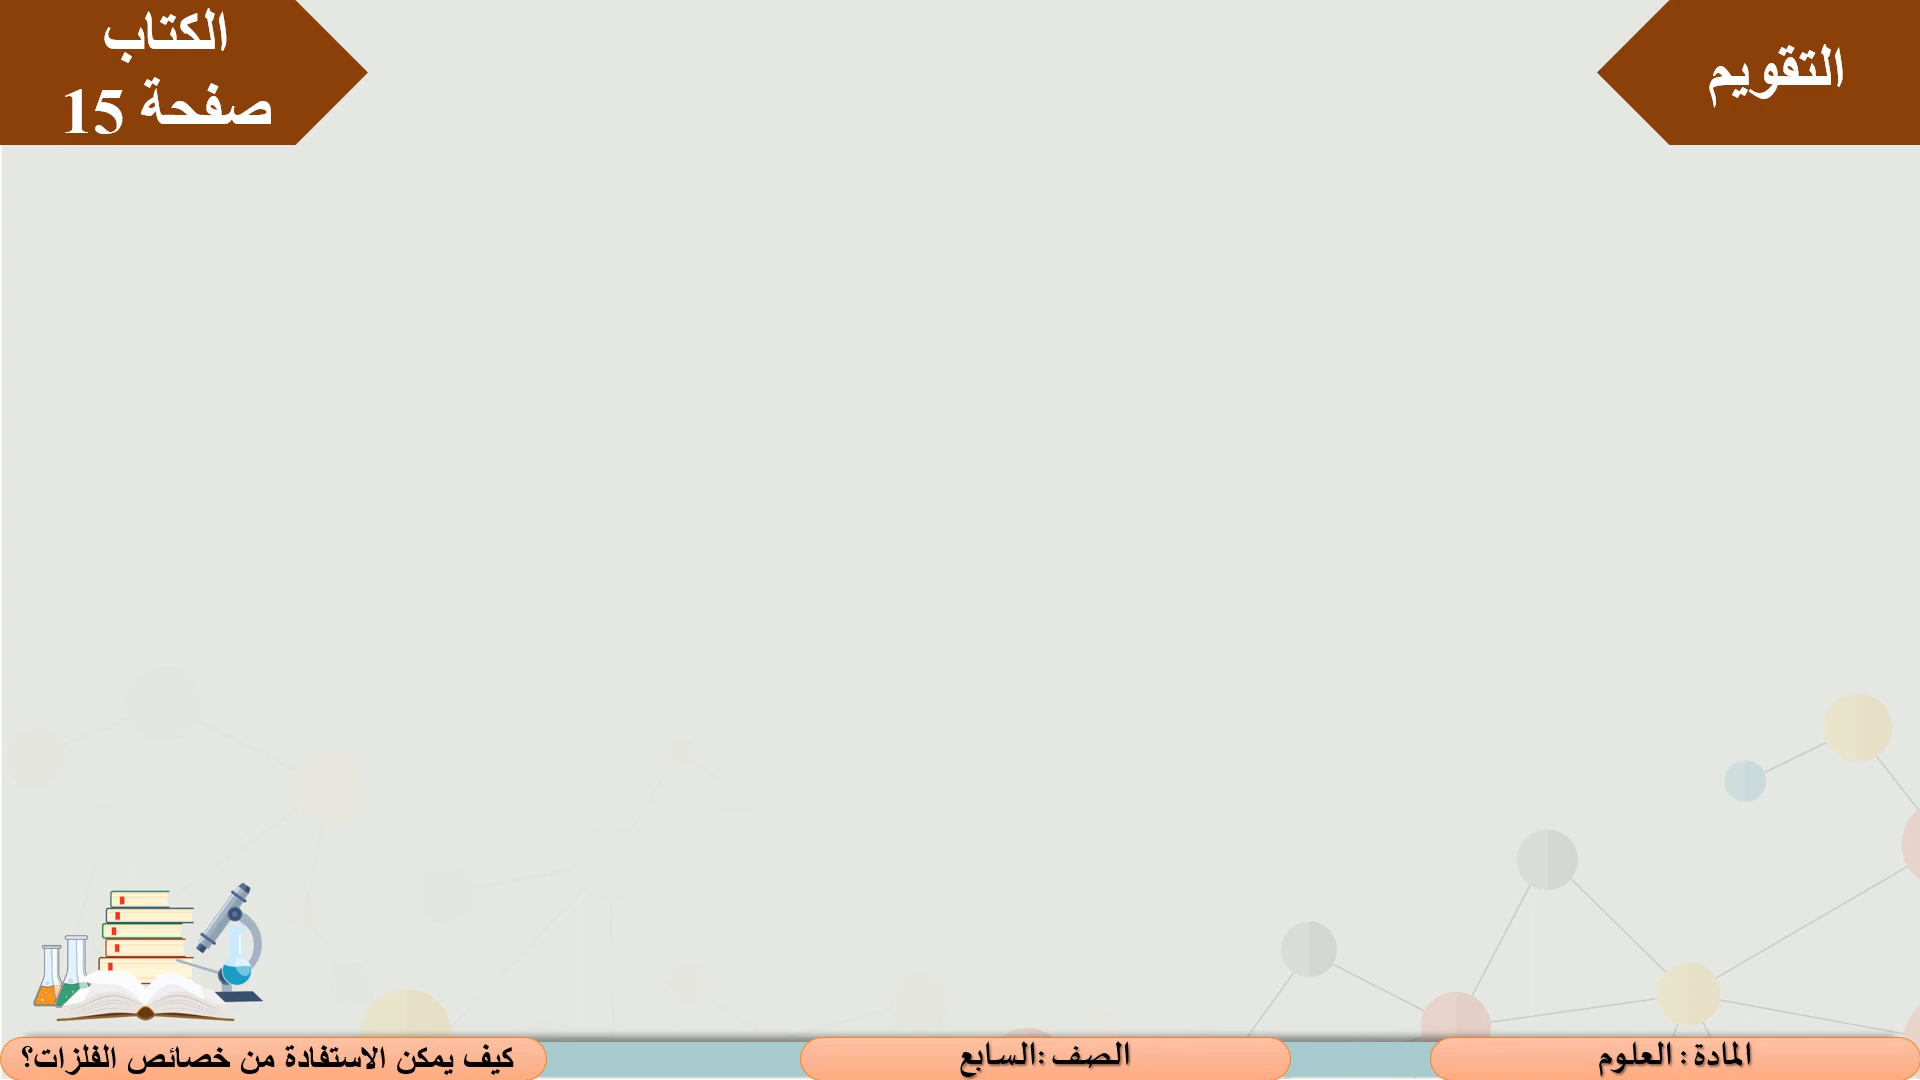 التقويم
الكتاب
صفحة 15
المادة : العلوم
الصف :السابع
كيف يمكن الاستفادة من خصائص الفلزات؟